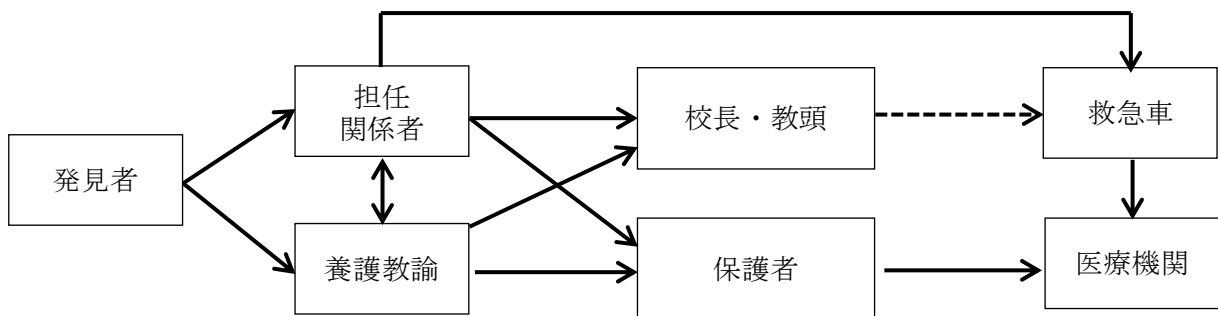 担任
関係者
校長・教頭
救急車
発見者
養護教諭
保護者
医療機関